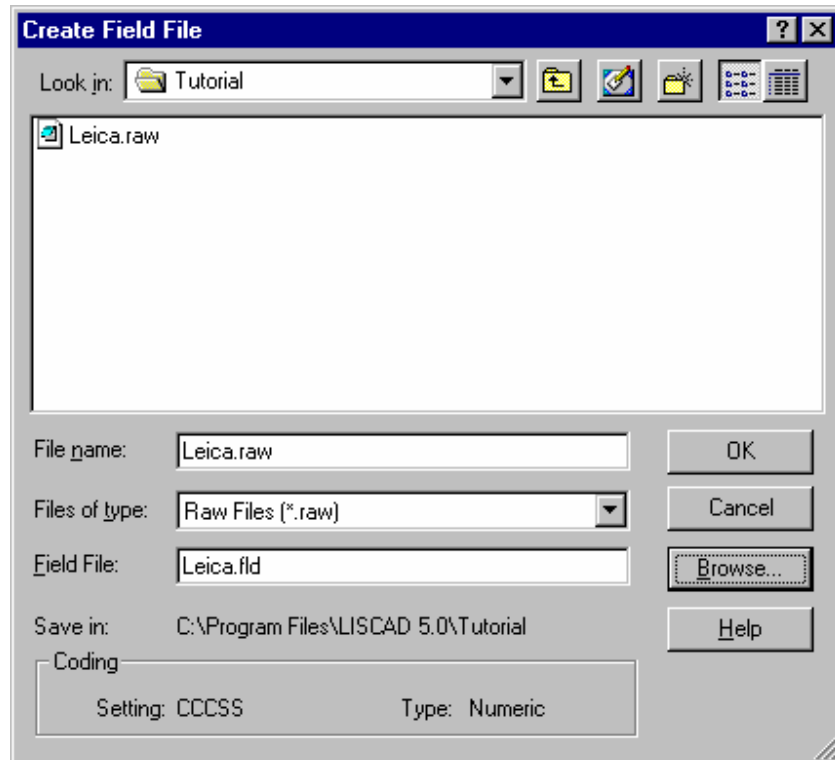 Create Field File
Look in: Tutorial
Leica.raw
File name: Leica.raw OK
Files of type: Raw Files (*.raw) Cancel
Field File: Leica.fld Browse...
Save in: C:\Program Files\LISCAD 5.0\Tutorial Help
Coding
Setting: CCCSS Type: Numeric